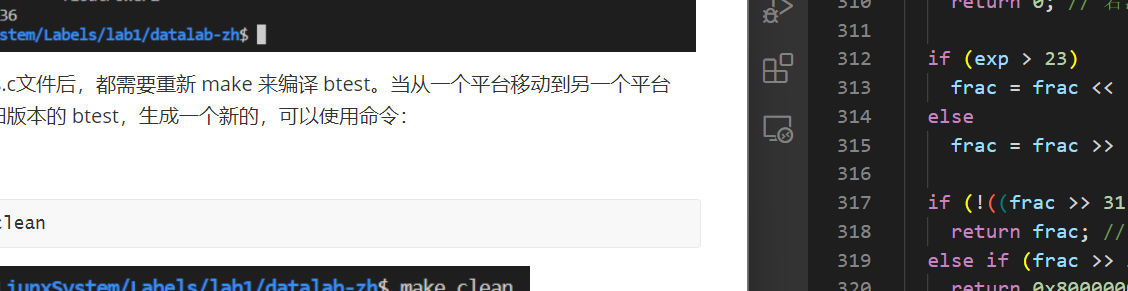 36
stem/Labels/lab1/datalab-zh$
.c文件后，都需要重新 make 来编译 btest。当从一个平台移动到另一个平台
版本的 btest，生成一个新的，可以使用命令：
clean
iunxSystem/Labels/lab1/datalab-zh$ make clean
310 return 0; // 若
311
312 if (exp > 23)
313 frac = frac <<
314 else
315 frac = frac >>
316
317 if (!((frac >> 31
318 return frac; //
319 else if (frac >>
320 return 0x800000